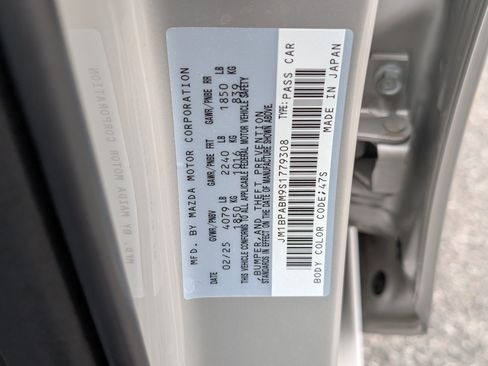 MFD. BY MAZDA MOTOR CORPORATION
DATE GVWR/PNBV GAWR/PNBE FRT GAWR/PNBE RR
02/25 4079 LB 2240 LB 1850 LB
1850 KG 1016 KG 839 KG
THIS VEHICLE CONFORMS TO ALL APPLICABLE FEDERAL MOTOR VEHICLE SAFETY
,BUMPER,AND THEFT PREVENTION
STANDARDS IN EFFECT ON THE DATE OF MANUFACTURE SHOWN ABOVE.
JM1BPABM9S1779308 TYPE: PASS CAR
BODY COLOR CODE:47S MADE IN JAPAN